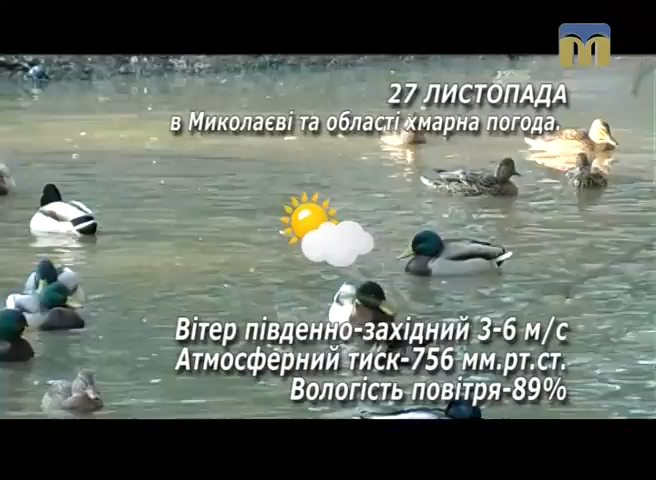 27 ЛИСТОПАДА
в Миколаєві та області хмарна погода.
Вітер південно-західний 3-6 м/с
Атмосферний тиск-756 мм.рт.ст.
Вологість повітря-89%